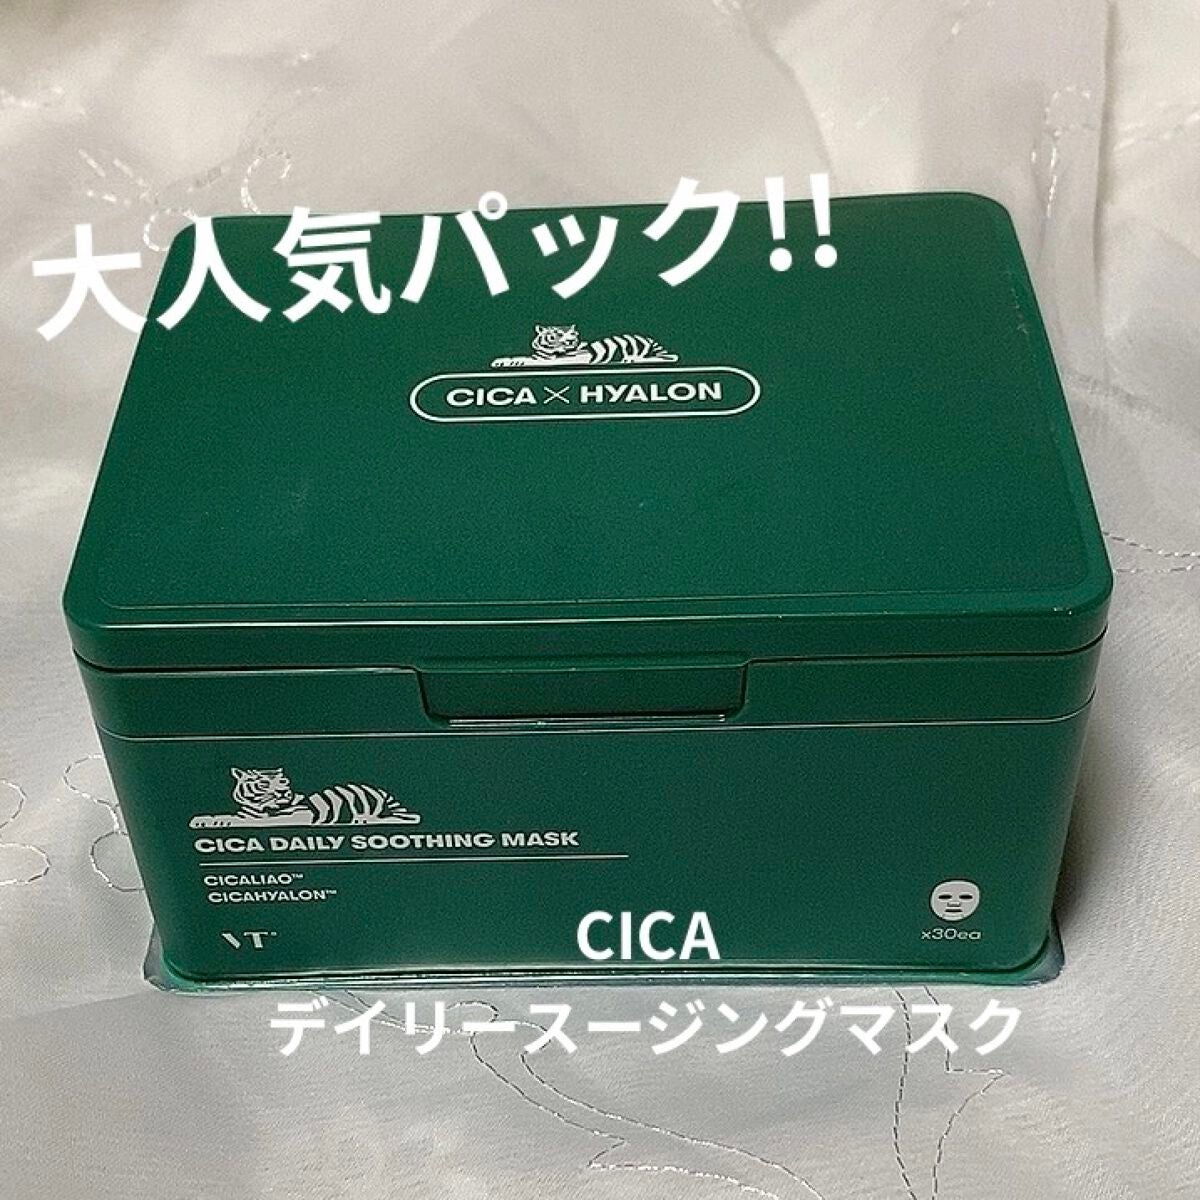 大人気パック!!
CICA × HYALON
CICA DAILY SOOTHING MASK
CICALIAO™
CICAHYALON™
VT®
x30ea
CICA
デイリースージングマスク